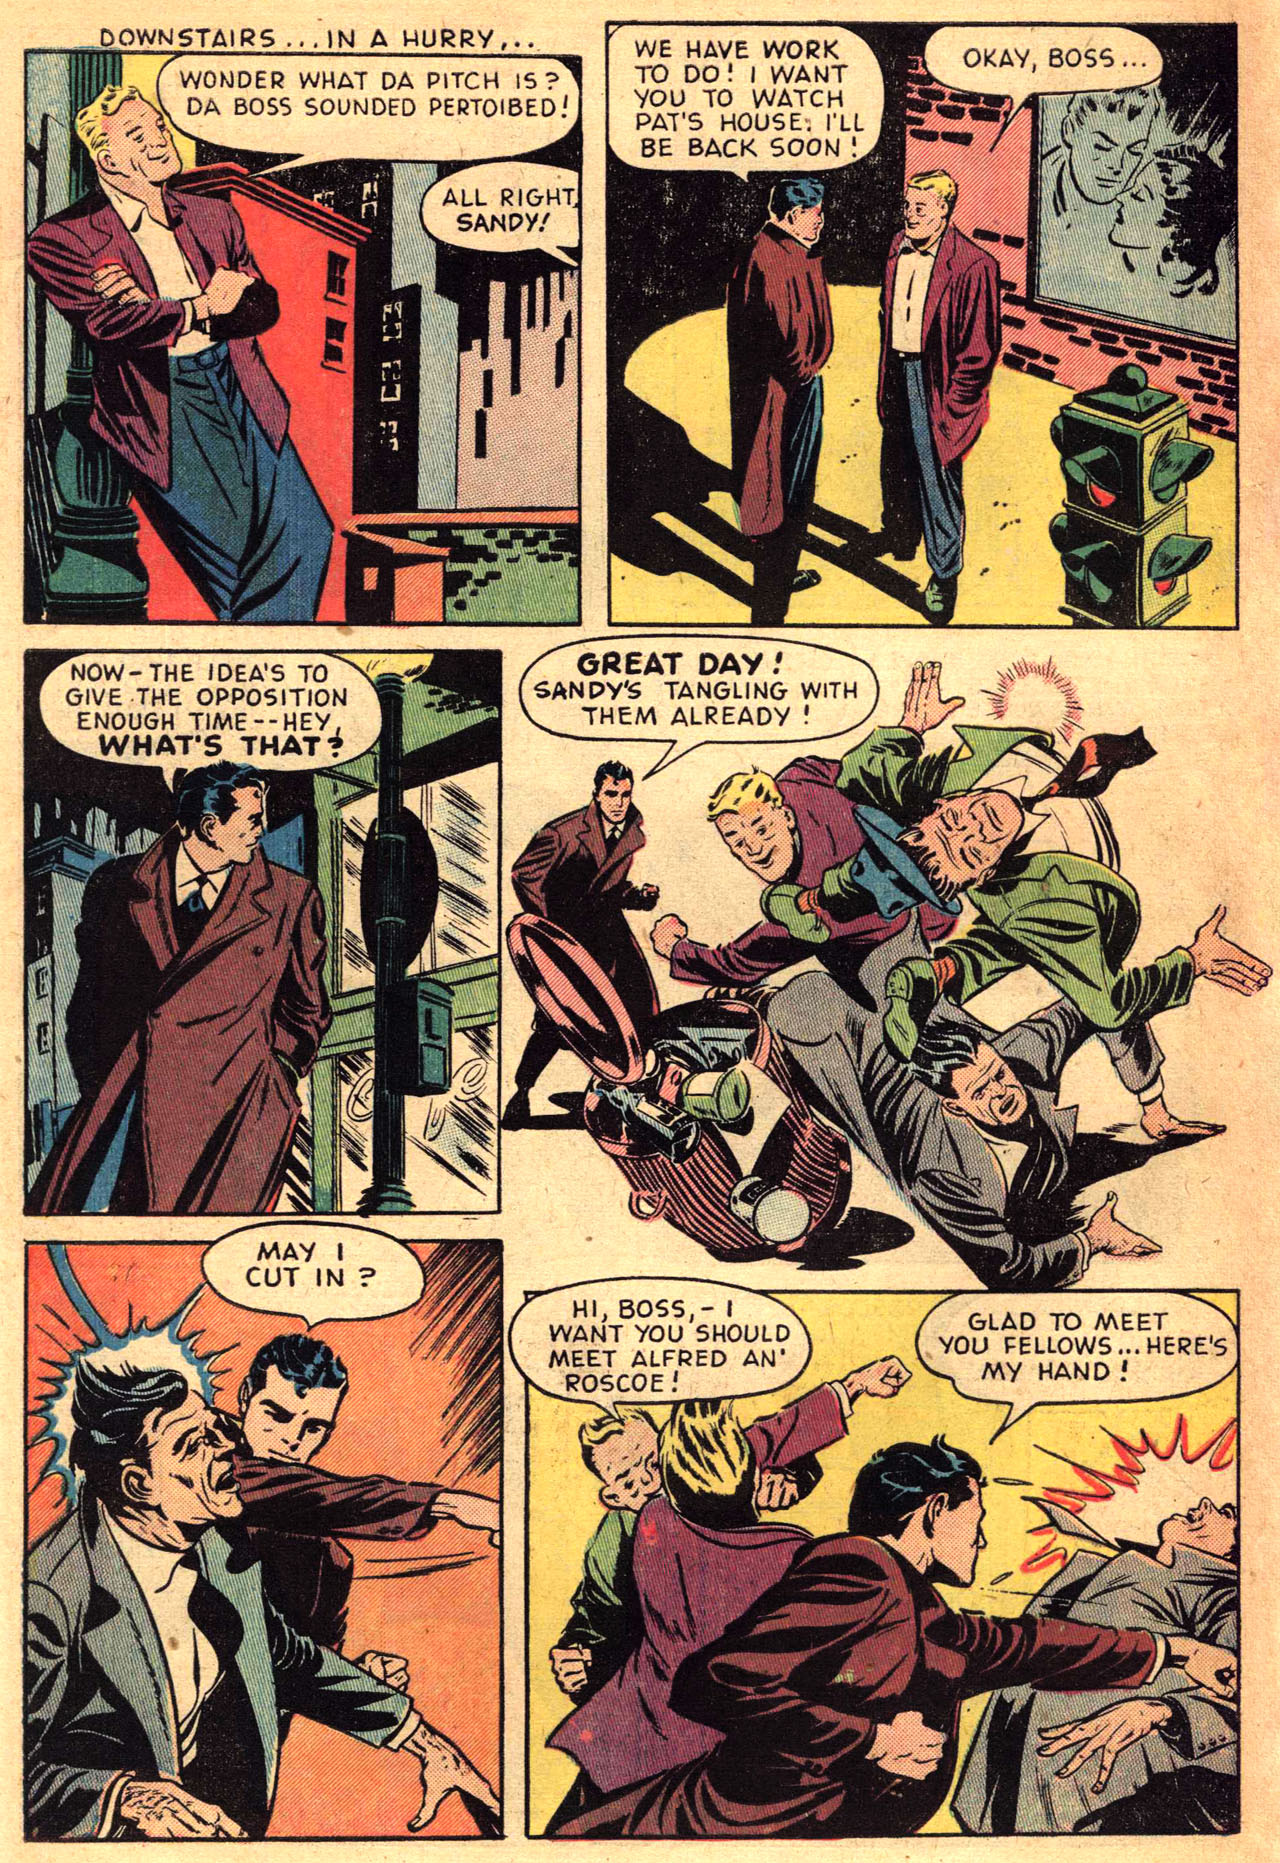 DOWNSTAIRS...IN A HURRY...
WONDER WHAT DA PITCH IS?
DA BOSS SOUNDED PERTOIBED!
ALL RIGHT,
SANDY!
WE HAVE WORK
TO DO! I WANT
YOU TO WATCH
PAT'S HOUSE. I'LL
BE BACK SOON!
OKAY, BOSS...
NOW-THE IDEA'S TO
GIVE THE OPPOSITION
ENOUGH TIME--HEY,
WHAT'S THAT?
GREAT DAY!
SANDY'S TANGLING WITH
THEM ALREADY!
MAY I
CUT IN?
HI, BOSS,-I
WANT YOU SHOULD
MEET ALFRED AN'
ROSCOE!
GLAD TO MEET
YOU FELLOWS...HERE'S
MY HAND!